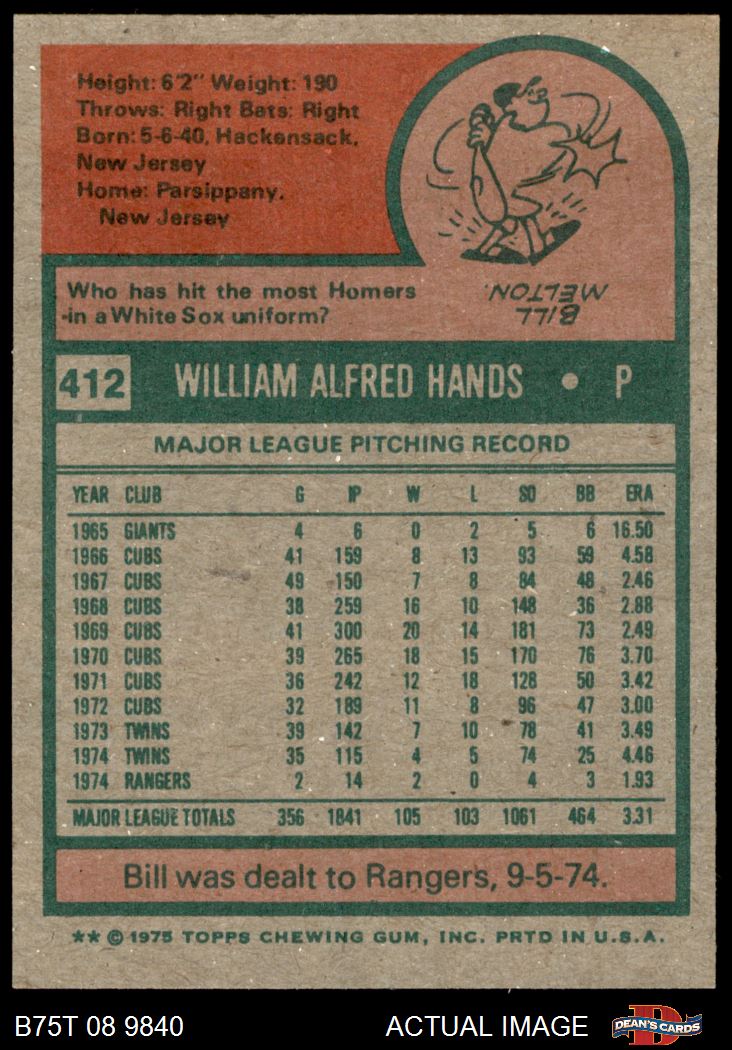 Height: 6'2" Weight: 190
Throws: Right Bats: Right
Born: 5-6-40, Hackensack,
New Jersey
Home: Parsippany,
New Jersey
Who has hit the most Homers
in a White Sox uniform?
BILL
MELTON.
412 WILLIAM ALFRED HANDS • P
MAJOR LEAGUE PITCHING RECORD
YEAR CLUB G IP W L SO BB ERA
1965 GIANTS 4 6 0 2 5 6 16.50
1966 CUBS 41 159 8 13 93 59 4.58
1967 CUBS 49 150 7 8 84 48 2.46
1968 CUBS 38 259 16 10 148 36 2.88
1969 CUBS 41 300 20 14 181 73 2.49
1970 CUBS 39 265 18 15 170 76 3.70
1971 CUBS 36 242 12 18 128 50 3.42
1972 CUBS 32 189 11 8 96 47 3.00
1973 TWINS 39 142 7 10 78 41 3.49
1974 TWINS 35 115 4 5 74 25 4.46
1974 RANGERS 2 14 2 0 4 3 1.93
MAJOR LEAGUE TOTALS 356 1841 105 103 1061 464 3.31
Bill was dealt to Rangers, 9-5-74.
** © 1975 TOPPS CHEWING GUM, INC. PRTD IN U.S.A.
B75T 08 9840 ACTUAL IMAGE D DEAN'S CARDS